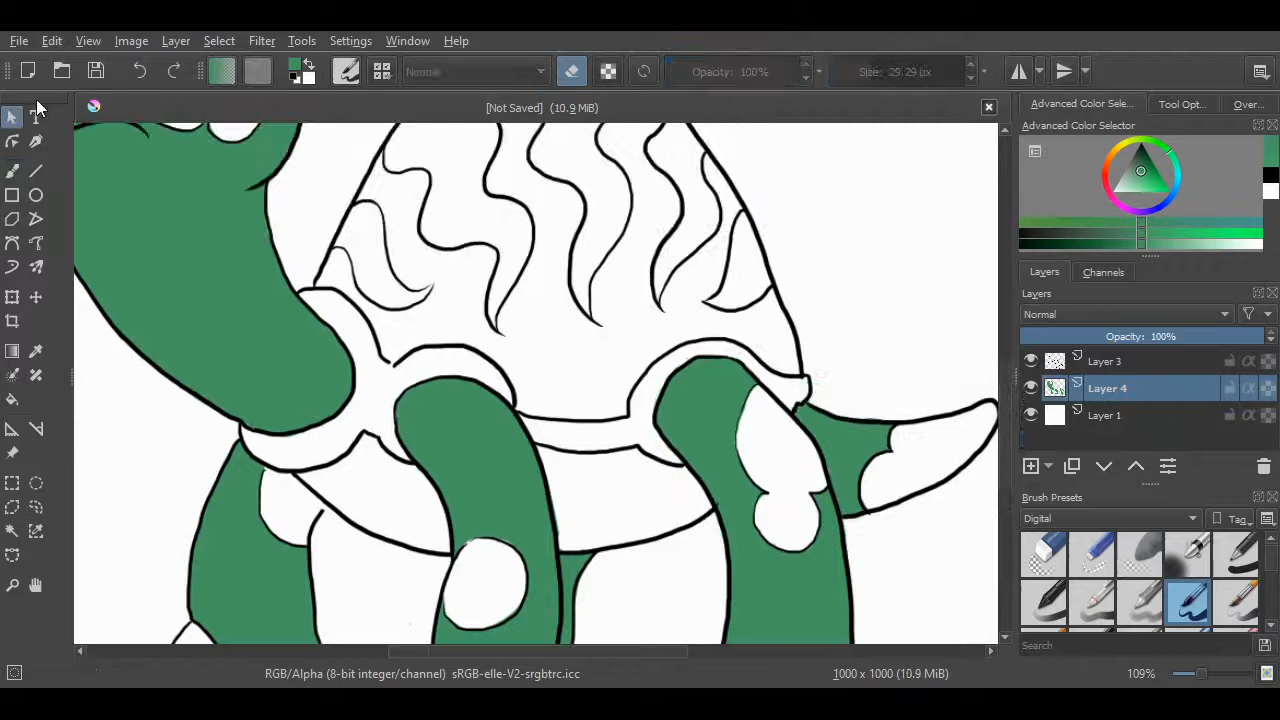 File Edit View Image Layer Select Filter Tools Settings Window Help
Normal Opacity: 100% Size: 29.29 px
[Not Saved] (10.9 MiB)
Advanced Color Sele... Tool Opt... Over...
Advanced Color Selector
Layers Channels
Layers
Normal
Opacity: 100%
Layer 3
Layer 4
Layer 1
Brush Presets
Digital Tag
Search
RGB/Alpha (8-bit integer/channel) sRGB-elle-V2-srgbtrc.icc 1000 x 1000 (10.9 MiB) 109%